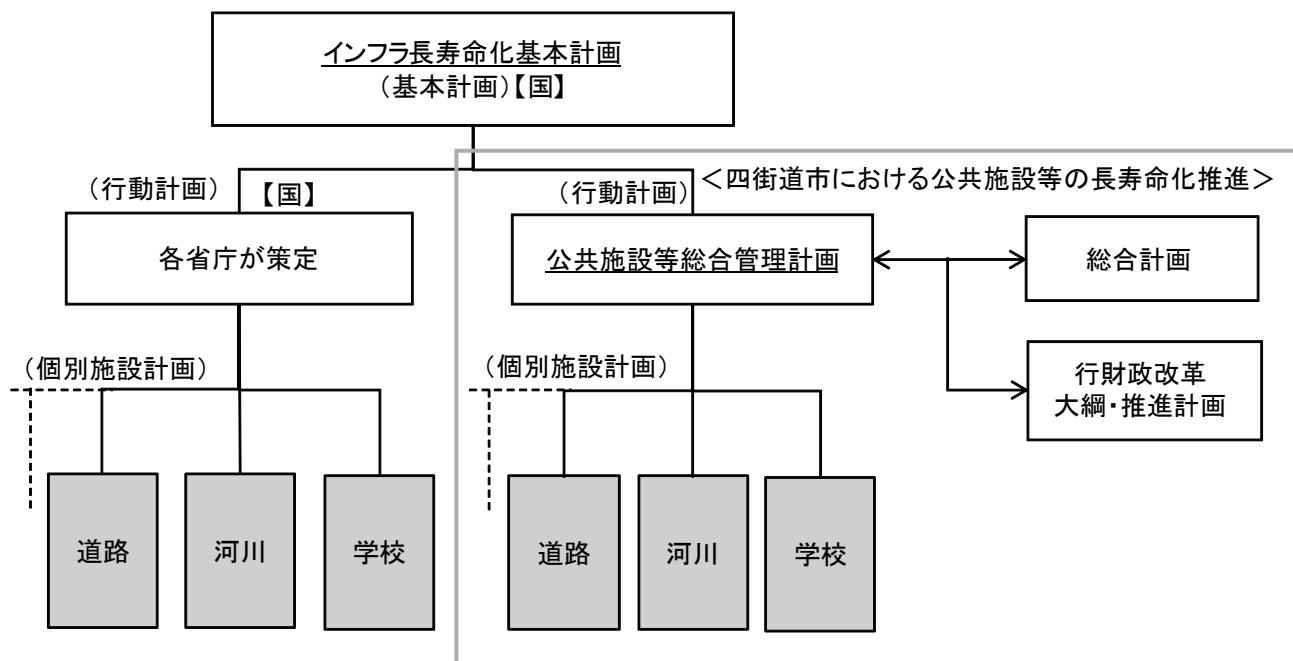 インフラ長寿命化基本計画
(基本計画)【国】
(行動計画)
【国】
各省庁が策定
(個別施設計画)
道路
河川
学校
<四街道市における公共施設等の長寿命化推進>
(行動計画)
公共施設等総合管理計画
総合計画
行財政改革
大綱・推進計画
(個別施設計画)
道路
河川
学校